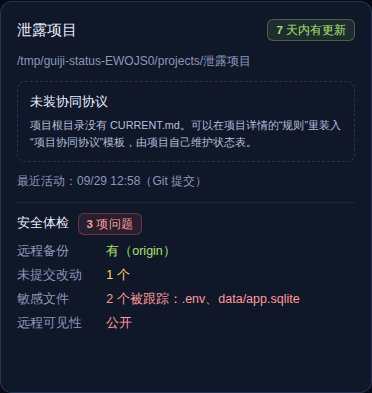 泄露项目
7 天内有更新
/tmp/guiji-status-EWOJS0/projects/泄露项目
未装协同协议
项目根目录没有 CURRENT.md。可以在项目详情的“规则”里装入
“项目协同协议”模板，由项目自己维护状态表。
最近活动：09/29 12:58（Git 提交）
安全体检
3 项问题
远程备份 有（origin）
未提交改动 1 个
敏感文件 2 个被跟踪：.env、data/app.sqlite
远程可见性 公开